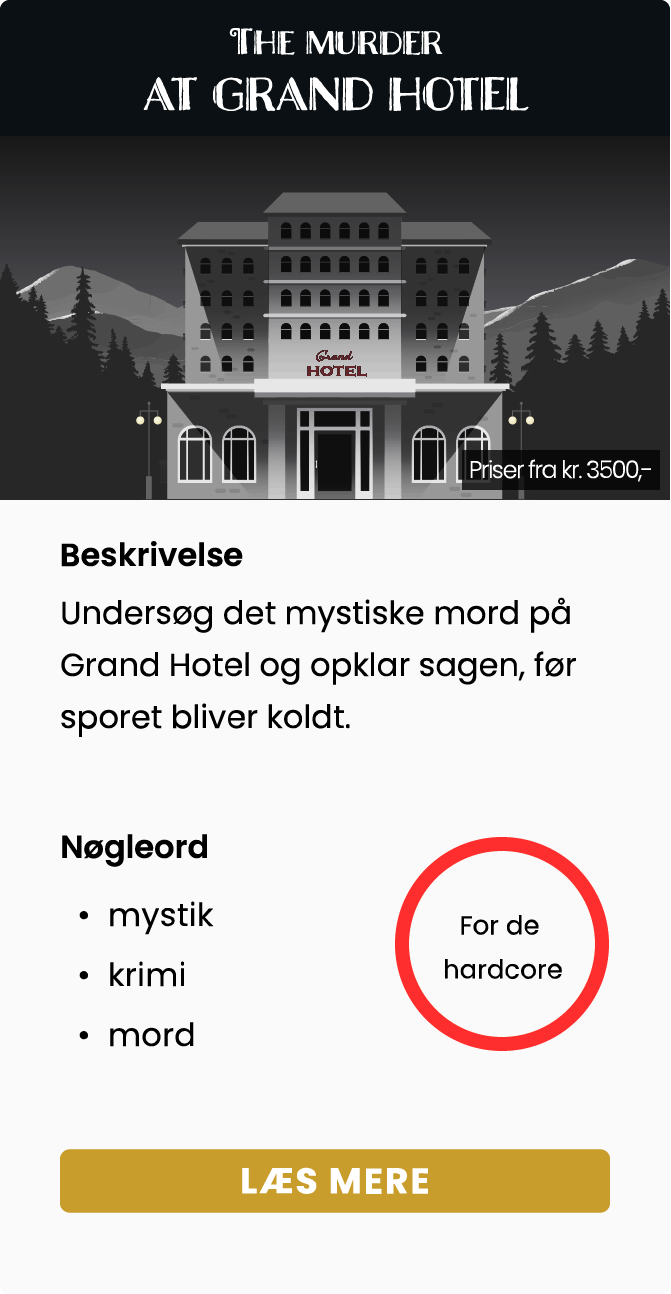 THE MURDER
AT GRAND HOTEL
Grand
HOTEL
Priser fra kr. 3500,-
Beskrivelse
Undersøg det mystiske mord på
Grand Hotel og opklar sagen, før
sporet bliver koldt.
Nøgleord
• mystik
• krimi
• mord
For de
hardcore
LÆS MERE